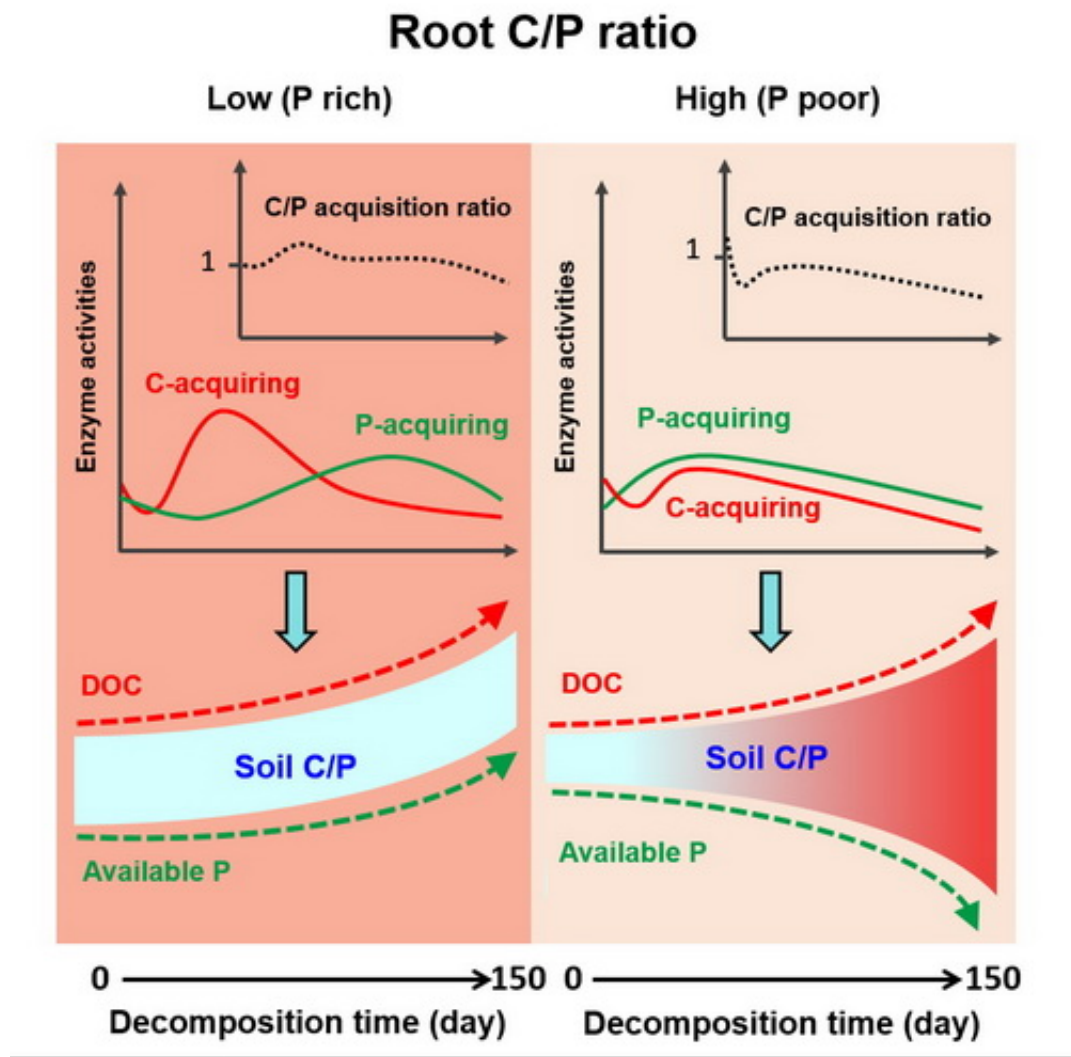 Root C/P ratio
Low (P rich)
High (P poor)
C/P acquisition ratio
1
Enzyme activities
C-acquiring
P-acquiring
C/P acquisition ratio
1
Enzyme activities
P-acquiring
C-acquiring
DOC
Soil C/P
Available P
DOC
Soil C/P
Available P
0 150
Decomposition time (day)
0 150
Decomposition time (day)